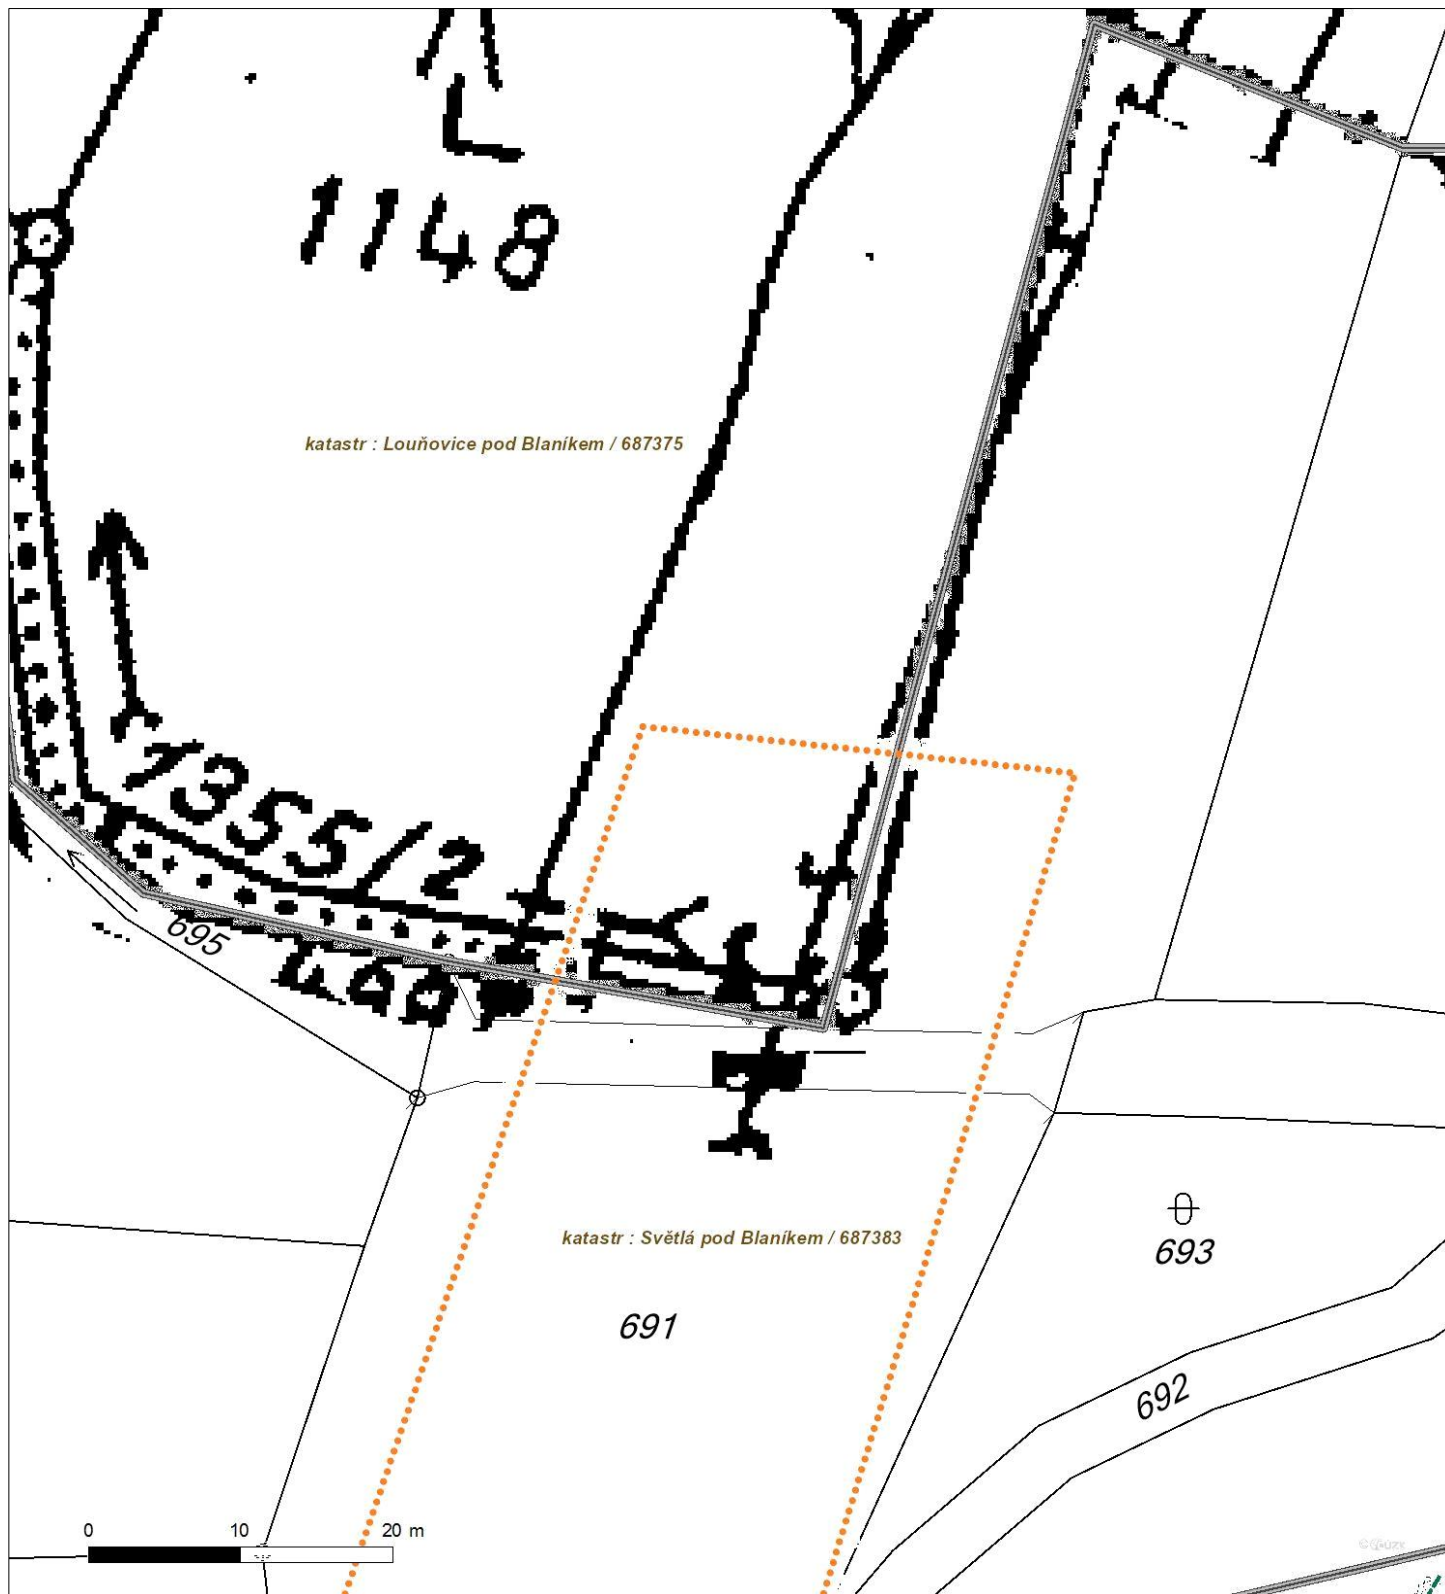 1148
katastr : Louňovice pod Blaníkem / 687375
1355/2
695
katastr : Světlá pod Blaníkem / 687383
693
691
692
0 10 20 m